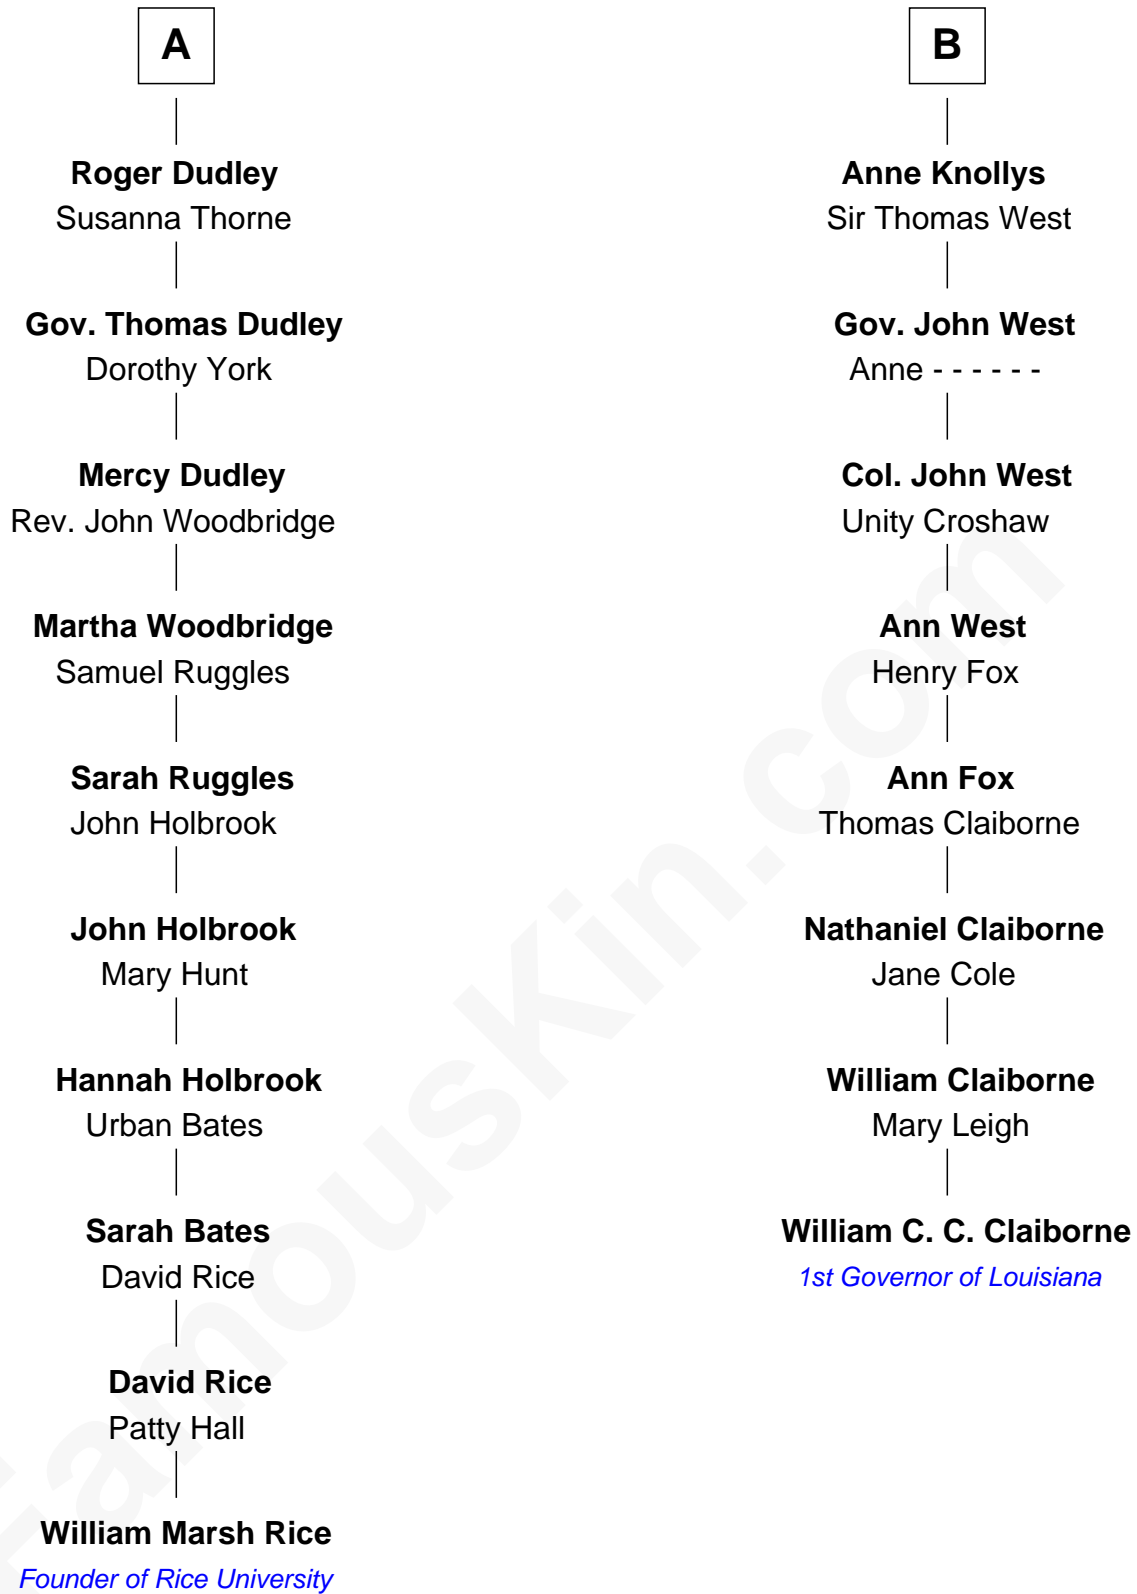 A
Roger Dudley
Susanna Thorne
Gov. Thomas Dudley
Dorothy York
Mercy Dudley
Rev. John Woodbridge
Martha Woodbridge
Samuel Ruggles
Sarah Ruggles
John Holbrook
John Holbrook
Mary Hunt
Hannah Holbrook
Urban Bates
Sarah Bates
David Rice
David Rice
Patty Hall
William Marsh Rice
Founder of Rice University
B
Anne Knollys
Sir Thomas West
Gov. John West
Anne - - - - - -
Col. John West
Unity Croshaw
Ann West
Henry Fox
Ann Fox
Thomas Claiborne
Nathaniel Claiborne
Jane Cole
William Claiborne
Mary Leigh
William C. C. Claiborne
1st Governor of Louisiana
FamousKin.com